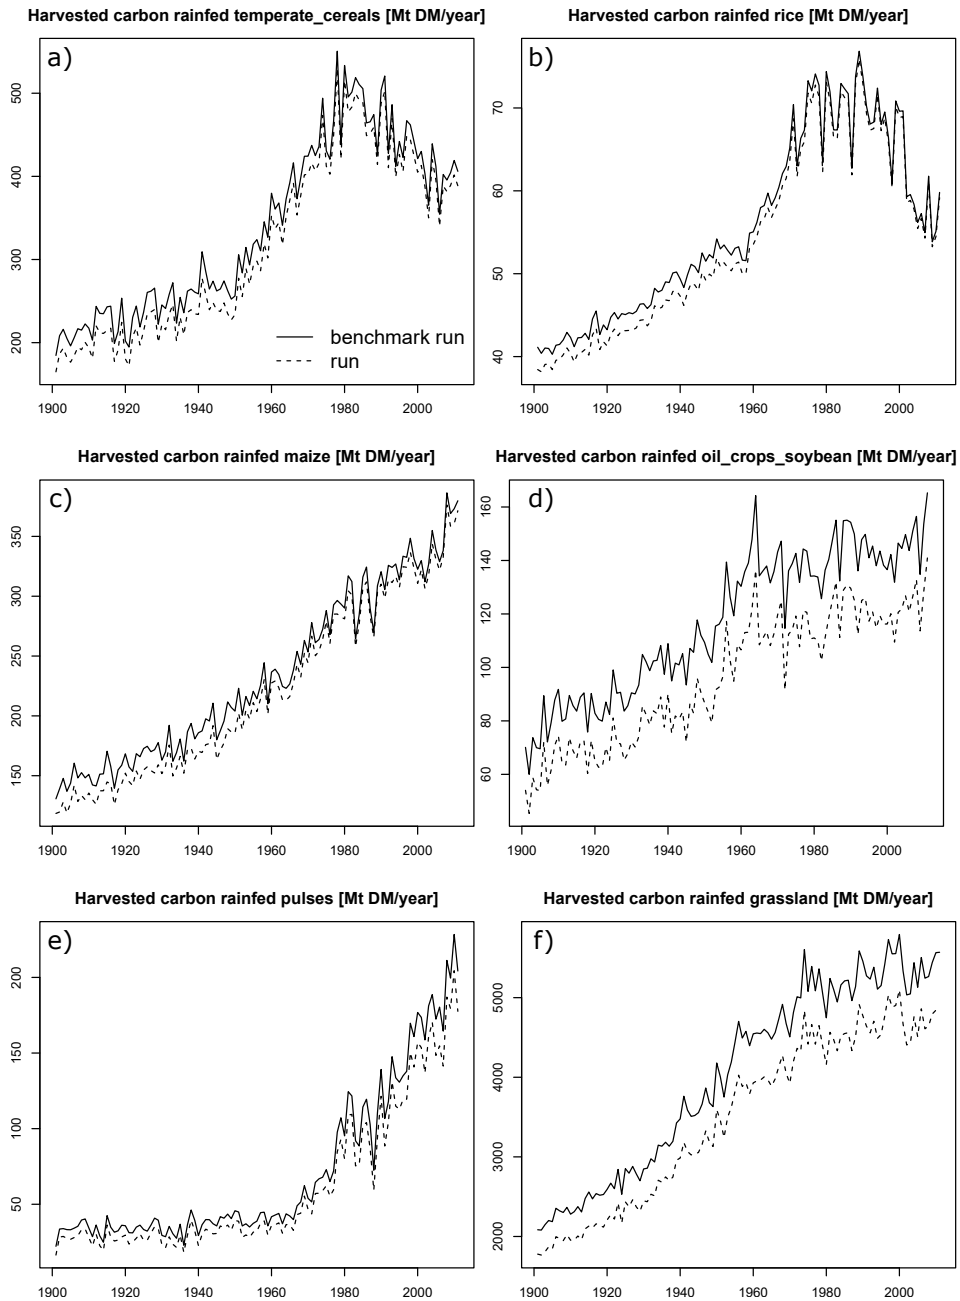 Harvested carbon rainfed temperate_cereals [Mt DM/year]
a)
500
400
300
200
benchmark run
run
1900 1920 1940 1960 1980 2000
Harvested carbon rainfed rice [Mt DM/year]
b)
70
60
50
40
1900 1920 1940 1960 1980 2000
Harvested carbon rainfed maize [Mt DM/year]
c)
350
300
250
200
150
1900 1920 1940 1960 1980 2000
Harvested carbon rainfed oil_crops_soybean [Mt DM/year]
d)
160
140
120
100
80
60
1900 1920 1940 1960 1980 2000
Harvested carbon rainfed pulses [Mt DM/year]
e)
200
150
100
50
1900 1920 1940 1960 1980 2000
Harvested carbon rainfed grassland [Mt DM/year]
f)
5000
4000
3000
2000
1900 1920 1940 1960 1980 2000